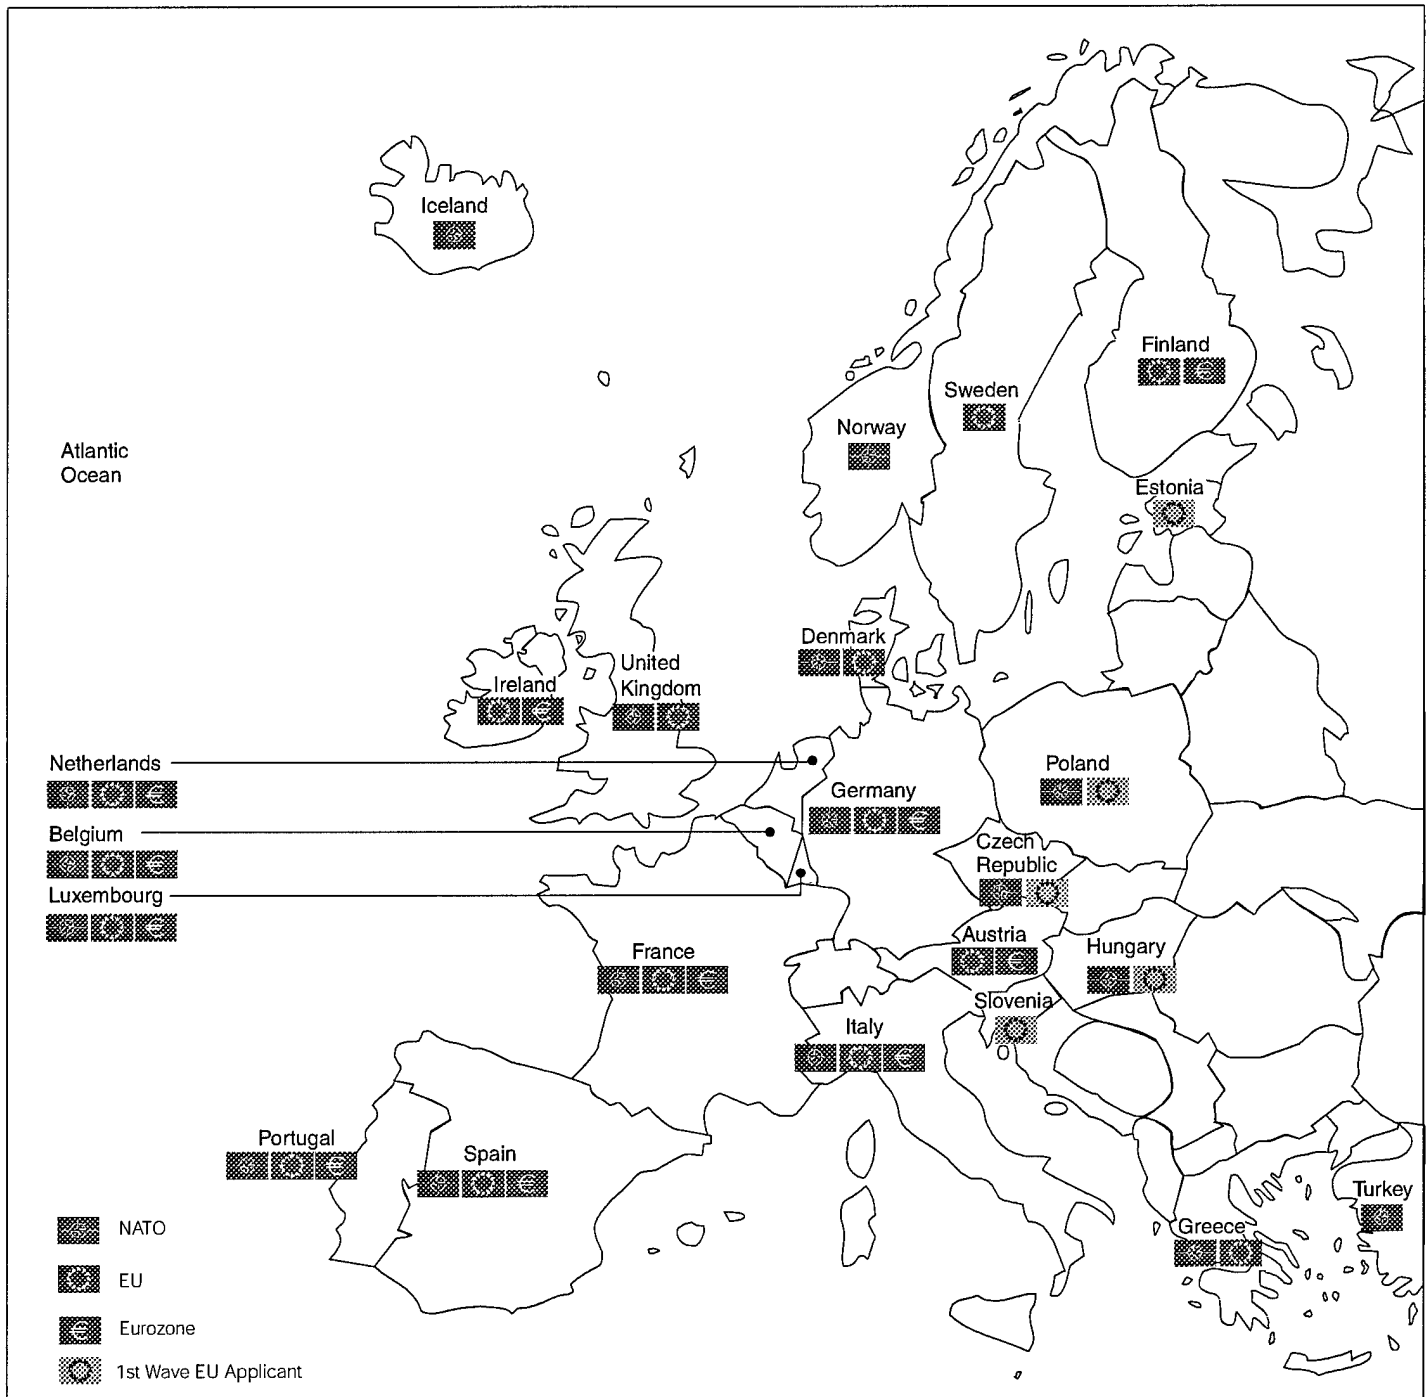 Iceland
Finland
Sweden
Norway
Atlantic
Ocean
Estonia
Denmark
United
Kingdom
Ireland
Netherlands
Poland
Germany
Belgium
Czech
Republic
Luxembourg
Austria
Hungary
France
Slovenia
Italy
Portugal
Spain
Turkey
Greece
NATO
EU
€ Eurozone
1st Wave EU Applicant